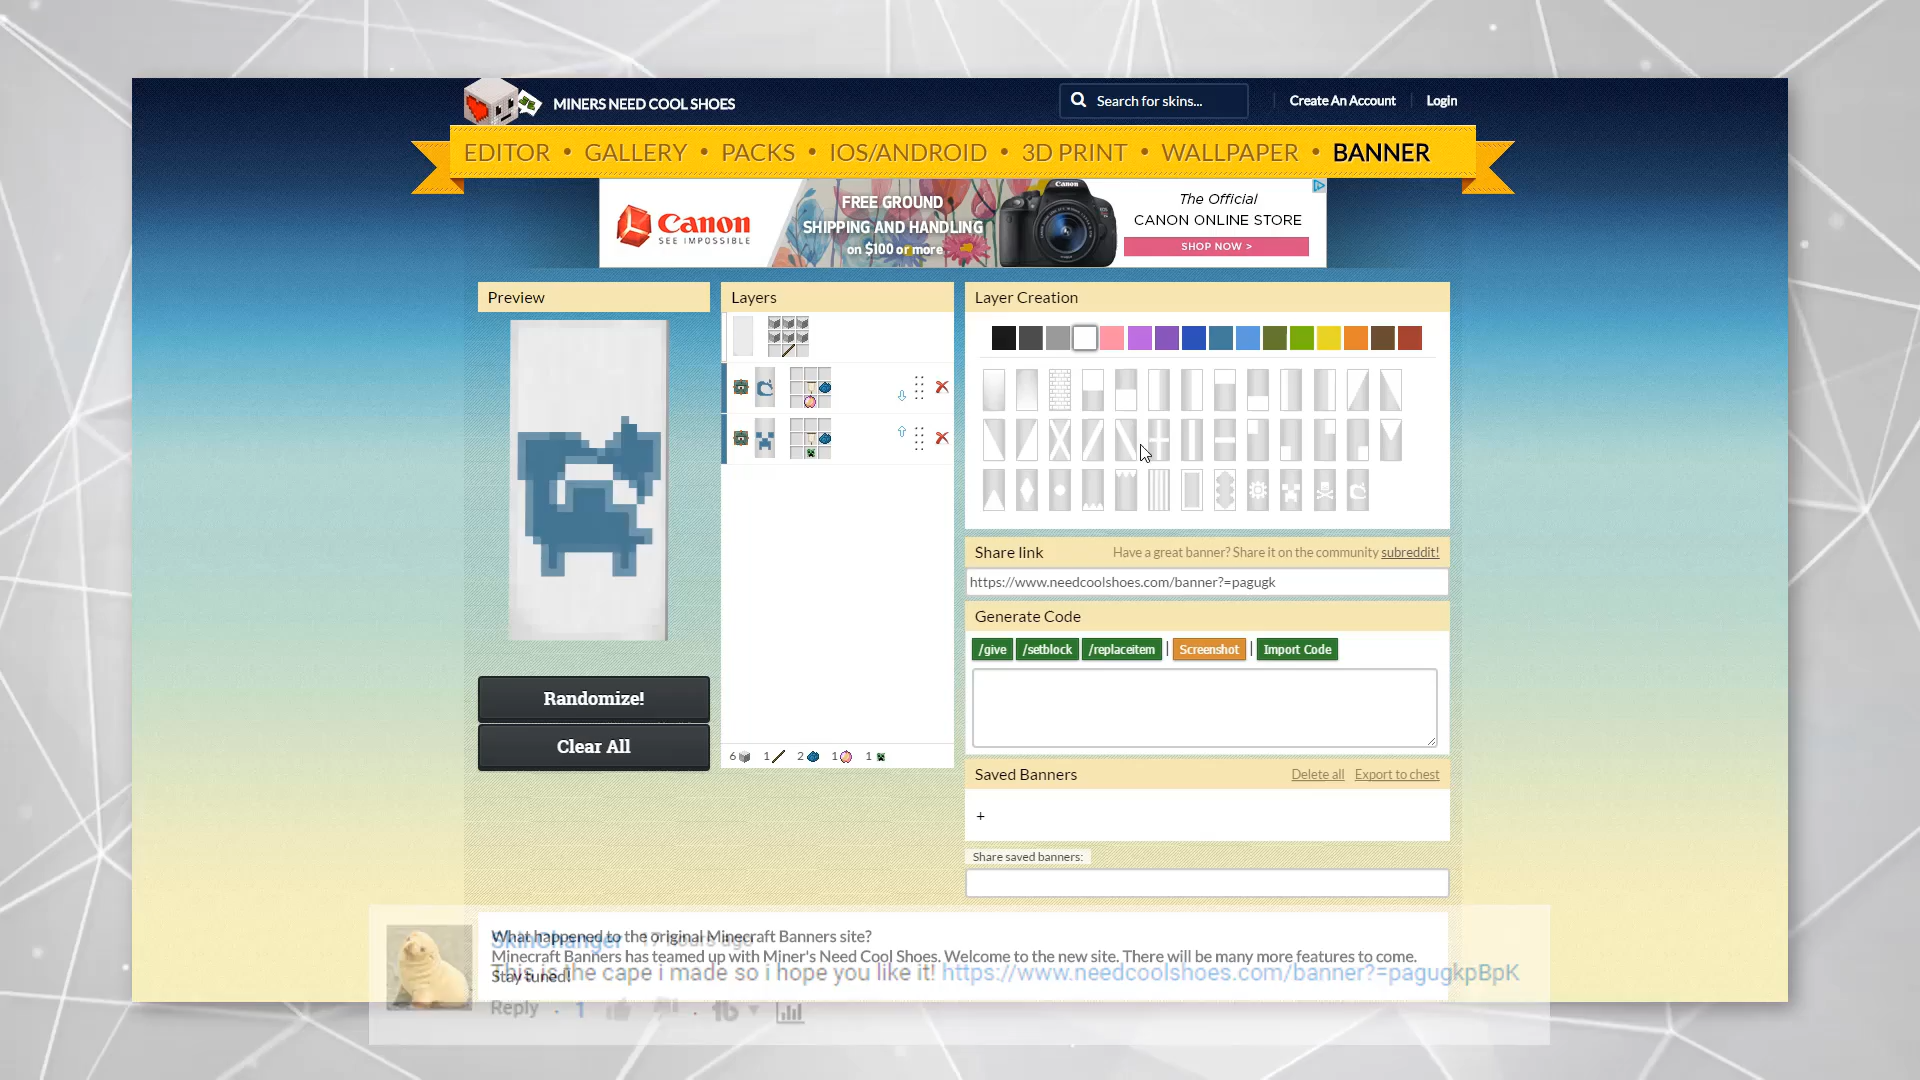 MINERS NEED COOL SHOES
Search for skins...
Create An Account
Login
EDITOR • GALLERY • PACKS • IOS/ANDROID • 3D PRINT • WALLPAPER • BANNER
Canon
SEE IMPOSSIBLE
FREE GROUND
SHIPPING AND HANDLING
on $100 or more
Canon
The Official
CANON ONLINE STORE
SHOP NOW >
Preview
Layers
Layer Creation
Share link
Have a great banner? Share it on the community subreddit!
https://www.needcoolshoes.com/banner?=pagugk
Generate Code
/give
/setblock
/replaceitem
|
Screenshot
|
Import Code
Randomize!
Clear All
6 1 2 1 1
Saved Banners
Delete all
Export to chest
+
Share saved banners:
What happened to the original Minecraft Banners site?
SkinChanger 17 hours ago
Minecraft Banners has teamed up with Miner's Need Cool Shoes. Welcome to the new site. There will be many more features to come.
Stay tuned!
This is the cape i made so i hope you like it! https://www.needcoolshoes.com/banner?=pagugkpBpK
Reply · 1